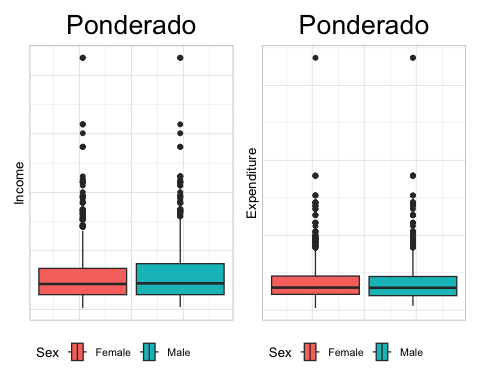 Ponderado
Income
Sex Female Male
Ponderado
Expenditure
Sex Female Male